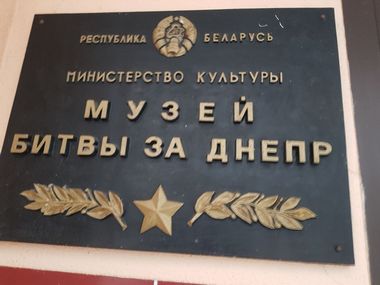 РЕСПУБЛИКА БЕЛАРУСЬ
МИНИСТЕРСТВО КУЛЬТУРЫ
МУЗЕЙ
БИТВЫ ЗА ДНЕПР